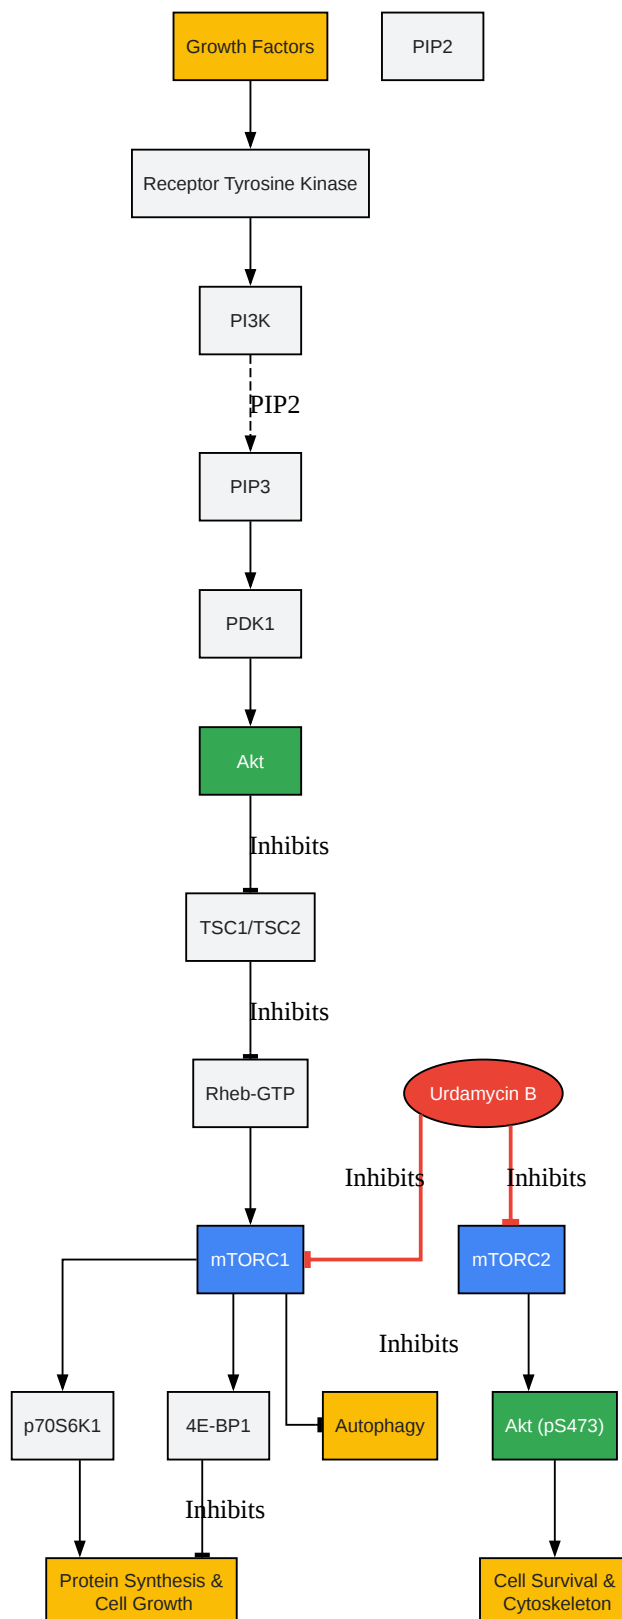 Growth Factors
PIP2
Receptor Tyrosine Kinase
PI3K
PIP2
PIP3
PDK1
Akt
Inhibits
TSC1/TSC2
Inhibits
Rheb-GTP
Urdamycin B
Inhibits
Inhibits
mTORC1
mTORC2
Inhibits
p70S6K1
4E-BP1
Autophagy
Akt (pS473)
Inhibits
Protein Synthesis &
Cell Growth
Cell Survival &
Cytoskeleton